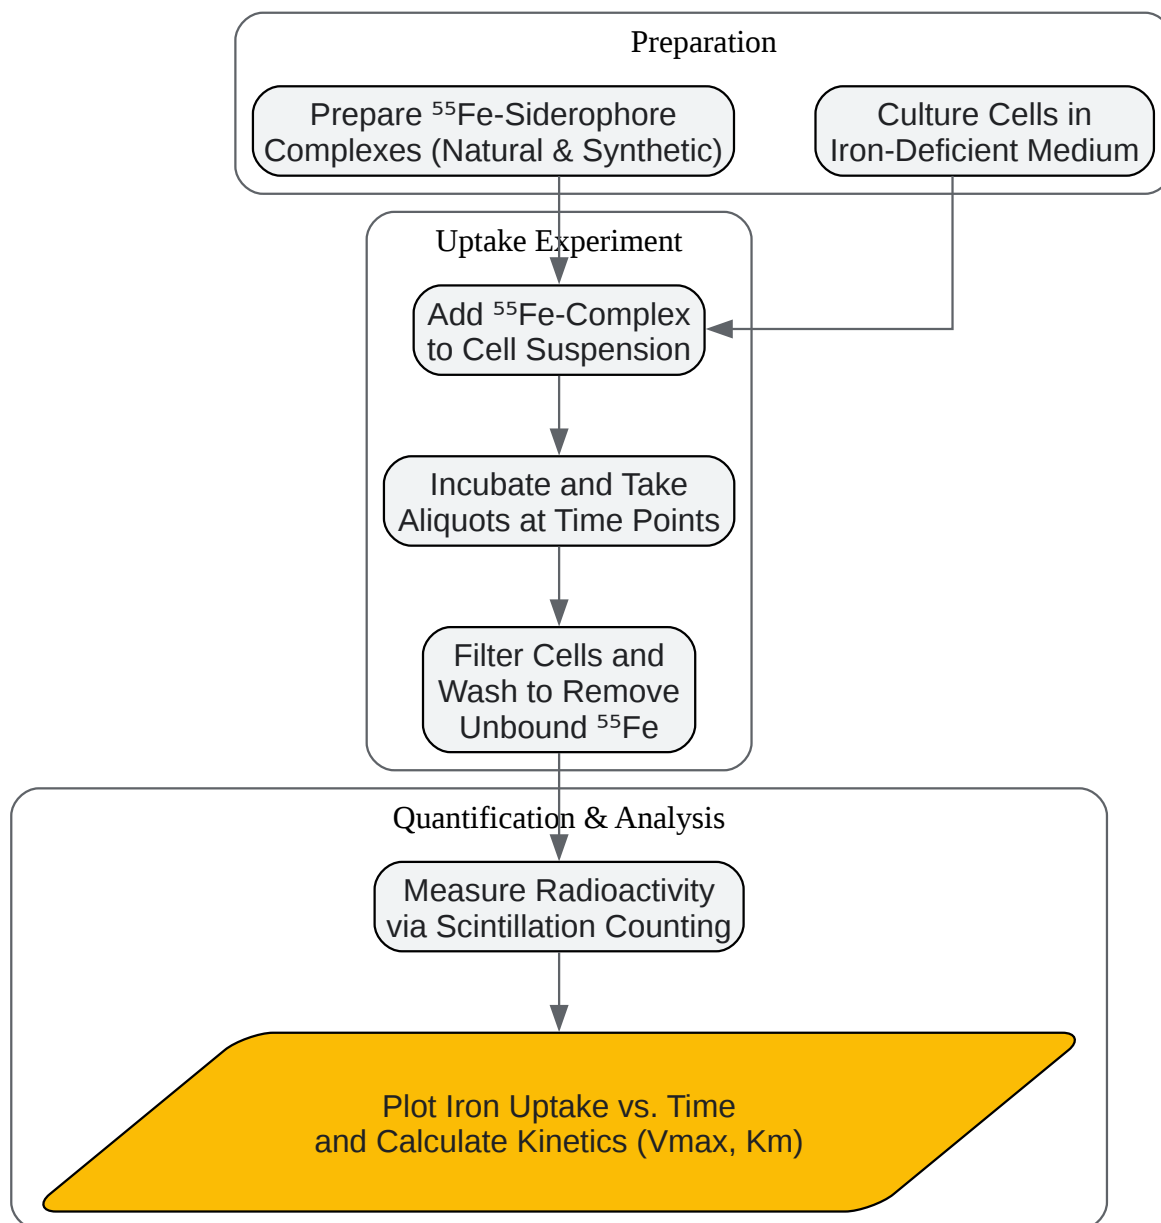 Preparation
Prepare ⁵⁵Fe-Siderophore
Complexes (Natural & Synthetic)
Culture Cells in
Iron-Deficient Medium
Uptake Experiment
Add ⁵⁵Fe-Complex
to Cell Suspension
Incubate and Take
Aliquots at Time Points
Filter Cells and
Wash to Remove
Unbound ⁵⁵Fe
Quantification & Analysis
Measure Radioactivity
via Scintillation Counting
Plot Iron Uptake vs. Time
and Calculate Kinetics (Vmax, Km)